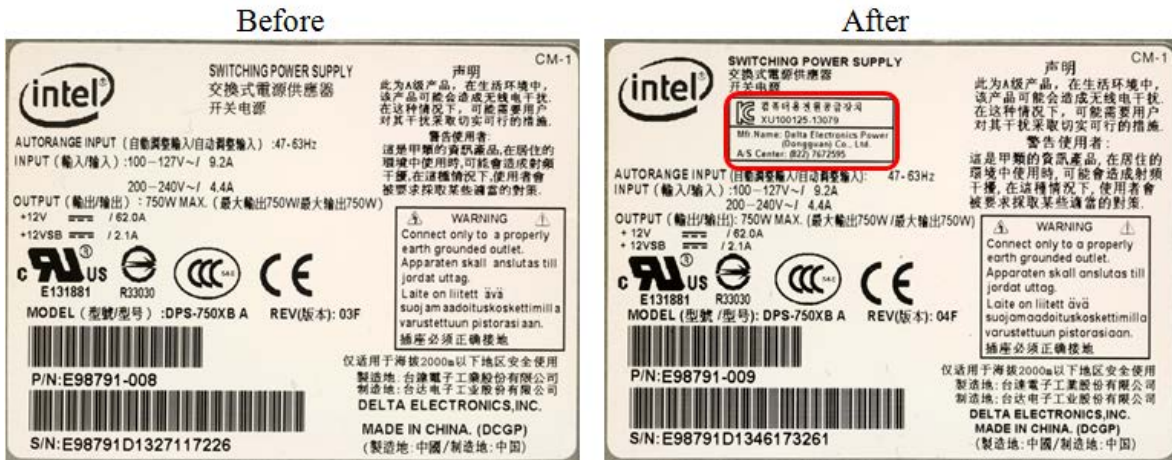 Before
intel
SWITCHING POWER SUPPLY
交換式電源供應器
开关电源
CM-1
声明
此为A级产品，在生活环境中，
该产品可能会造成无线电干扰.
在这种情况下，可能需要用户
对其干扰采取切实可行的措施.
警告使用者:
這是甲類的資訊產品,在居住的
環境中使用時,可能會造成射頻
干擾,在這種情況下,使用者會
被要求採取某些適當的對策.
AUTORANGE INPUT (自動調整輸入/自动调整输入) :47-63Hz
INPUT (輸入/输入) :100-127V~/ 9.2A
200-240V~/ 4.4A
OUTPUT (輸出/输出) : 750W MAX. (最大輸出750W/最大输出750W)
+12V / 62.0A
+12VSB / 2.1A
WARNING
Connect only to a properly
earth grounded outlet.
Apparaten skall anslutas till
jordat uttag.
Laite on liitett ävä
suojamaadoituskoskettimilla
varustettuun pistorasiaan.
插座必须正确接地
c RU US
E131881
R33030
CCC S&E
CE
MODEL (型號/型号) :DPS-750XB A REV(版本): 03F
P/N:E98791-008
S/N:E98791D1327117226
仅适用于海拔2000m以下地区安全使用
製造地:台達電子工業股份有限公司
制造地:台达电子工业股份有限公司
DELTA ELECTRONICS,INC.
MADE IN CHINA. (DCGP)
(製造地:中國/制造地:中国)
After
intel
SWITCHING POWER SUPPLY
交換式電源供應器
开关电源
컴퓨터용전원공급장치
XU100125-13079
Mfr.Name: Delta Electronics Power
(Dongguan) Co., Ltd.
A/S Center: (822) 7672595
CM-1
声明
此为A级产品，在生活环境中，
该产品可能会造成无线电干扰.
在这种情况下，可能需要用户
对其干扰采取切实可行的措施.
警告使用者:
這是甲類的資訊產品,在居住的
環境中使用時,可能會造成射頻
干擾,在這種情況下,使用者會
被要求採取某些適當的對策.
AUTORANGE INPUT (自動調整輸入/自动调整输入): 47-63Hz
INPUT (輸入/输入) :100-127V~/ 9.2A
200-240V~/ 4.4A
OUTPUT (輸出/输出): 750W MAX. (最大輸出750W/最大输出750W)
+ 12V / 62.0A
+ 12VSB / 2.1A
WARNING
Connect only to a properly
earth grounded outlet.
Apparaten skall anslutas till
jordat uttag.
Laite on liitett ävä
suojamaadoituskoskettimilla
varustettuun pistorasiaan.
插座必须正确接地
c RU US
E131881
R33030
CCC S&E
CE
MODEL (型號 /型号): DPS-750XB A REV(版本): 04F
P/N:E98791-009
S/N:E98791D1346173261
仅适用于海拔2000m以下地区安全使用
製造地:台達電子工業股份有限公司
制造地:台达电子工业股份有限公司
DELTA ELECTRONICS,INC.
MADE IN CHINA. (DCGP)
(製造地:中國/制造地:中国)